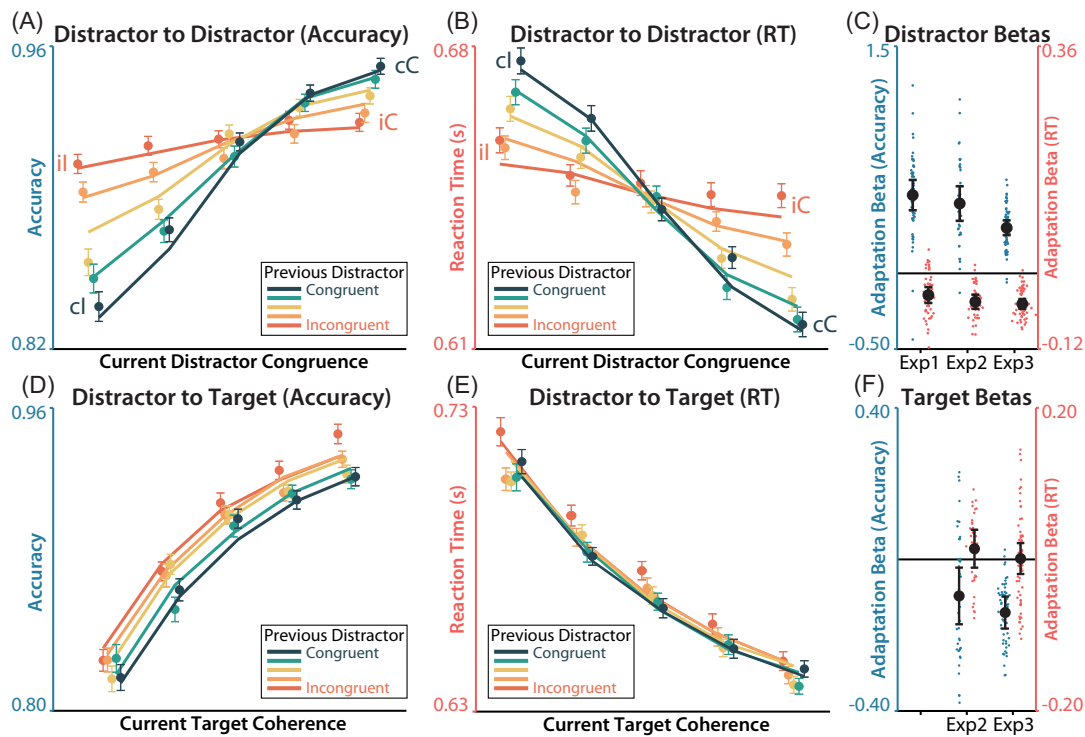 (A)
Distractor to Distractor (Accuracy)
0.96
Accuracy
0.82
iI
cI
cC
iC
Previous Distractor
Congruent
Incongruent
Current Distractor Congruence
(B)
Distractor to Distractor (RT)
0.68
Reaction Time (s)
0.61
cI
iI
iC
cC
Previous Distractor
Congruent
Incongruent
Current Distractor Congruence
(C)
Distractor Betas
1.5
0.36
Adaptation Beta (Accuracy)
Adaptation Beta (RT)
-0.50
-0.12
Exp1 Exp2 Exp3
(D)
Distractor to Target (Accuracy)
0.96
Accuracy
0.80
Previous Distractor
Congruent
Incongruent
Current Target Coherence
(E)
Distractor to Target (RT)
0.73
Reaction Time (s)
0.63
Previous Distractor
Congruent
Incongruent
Current Target Coherence
(F)
Target Betas
0.40
0.20
Adaptation Beta (Accuracy)
Adaptation Beta (RT)
-0.40
-0.20
Exp2 Exp3